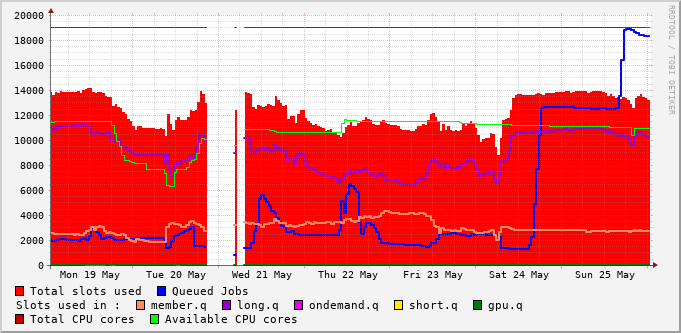 20000
18000
16000
14000
12000
10000
8000
6000
4000
2000
0
Mon 19 May Tue 20 May Wed 21 May Thu 22 May Fri 23 May Sat 24 May Sun 25 May
Total slots used Queued Jobs
Slots used in : member.q long.q ondemand.q short.q gpu.q
Total CPU cores Available CPU cores
RRDTOOL / TOBI OETIKER